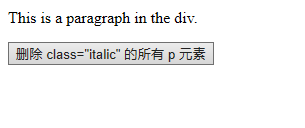 This is a paragraph in the div.
删除 class="italic" 的所有 p 元素